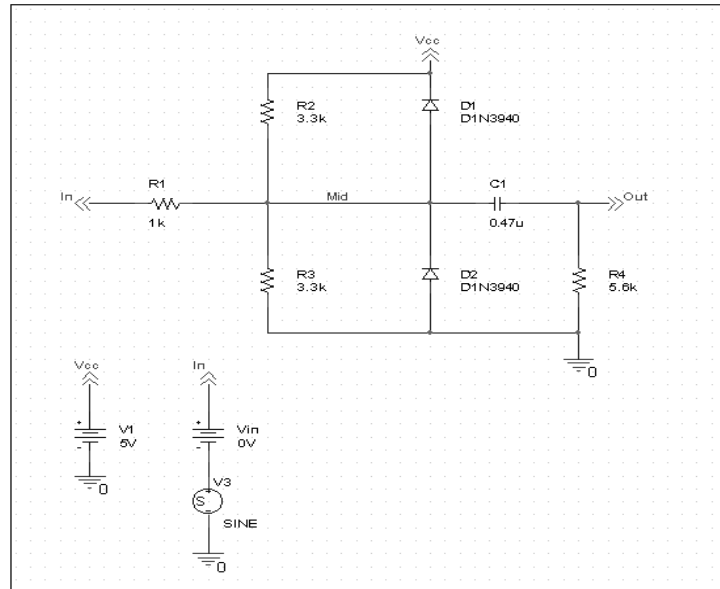 Vcc
R2
3.3k
D1
D1N3940
In
R1
1k
Mid
C1
0.47u
Out
R3
3.3k
D2
D1N3940
R4
5.6k
0
Vcc
In
V1
5V
Vin
0V
0
V3
S
SINE
0